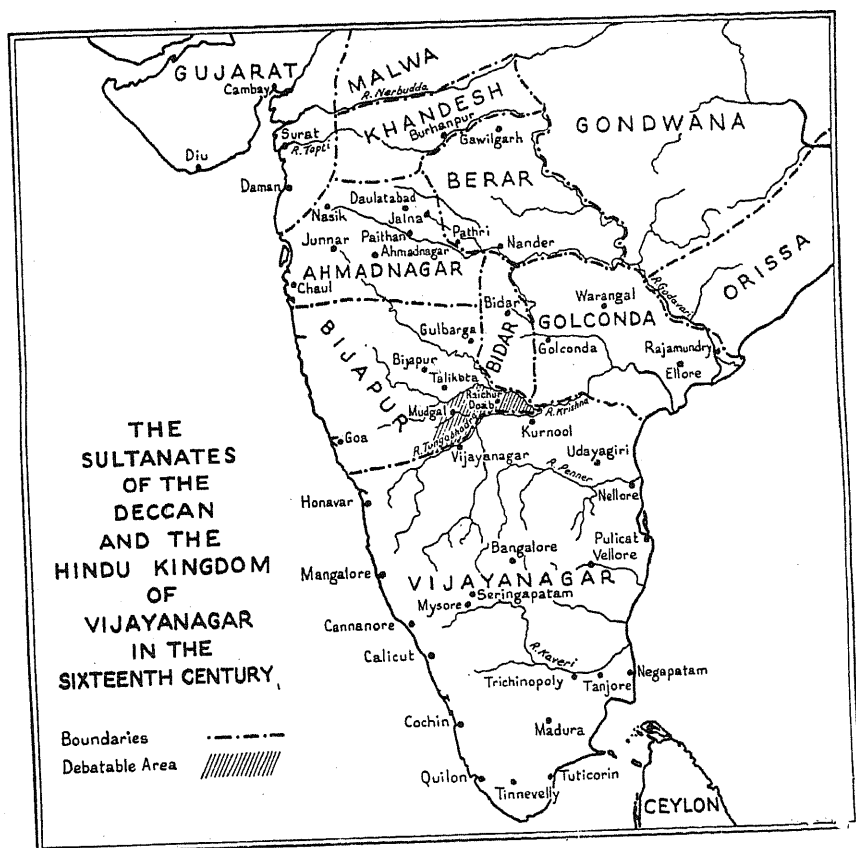 GUJARAT
Cambay
MALWA
R. Narbudda
KHANDESH
Burhanpur
Gawilgarh
GONDWANA
Surat
R. Tapti
Diu
Daman
BERAR
Daulatabad
Nasik
Jalna
Junnar
Paithan
Pathri
Nander
Ahmadnagar
AHMADNAGAR
Chaul
ORISSA
R. Godavari
Warangal
Bidar
GOLCONDA
BIDAR
Golconda
Rajamundry
Ellore
BIJAPUR
Gulbarga
Bijapur
Talikota
Raichur
Doab
Mudgal
R. Krishna
Goa
R. Tungabhadra
Kurnool
Vijayanagar
Udayagiri
R. Penner
Nellore
Honavar
Pulicat
Bangalore
Vellore
Mangalore
VIJAYANAGAR
Seringapatam
Mysore
Cannanore
Calicut
R. Kaveri
Trichinopoly
Tanjore
Negapatam
Cochin
Madura
Quilon
Tinnevelly
Tuticorin
CEYLON
THE
SULTANATES
OF THE
DECCAN
AND THE
HINDU KINGDOM
OF
VIJAYANAGAR
IN THE
SIXTEENTH CENTURY
Boundaries
Debatable Area